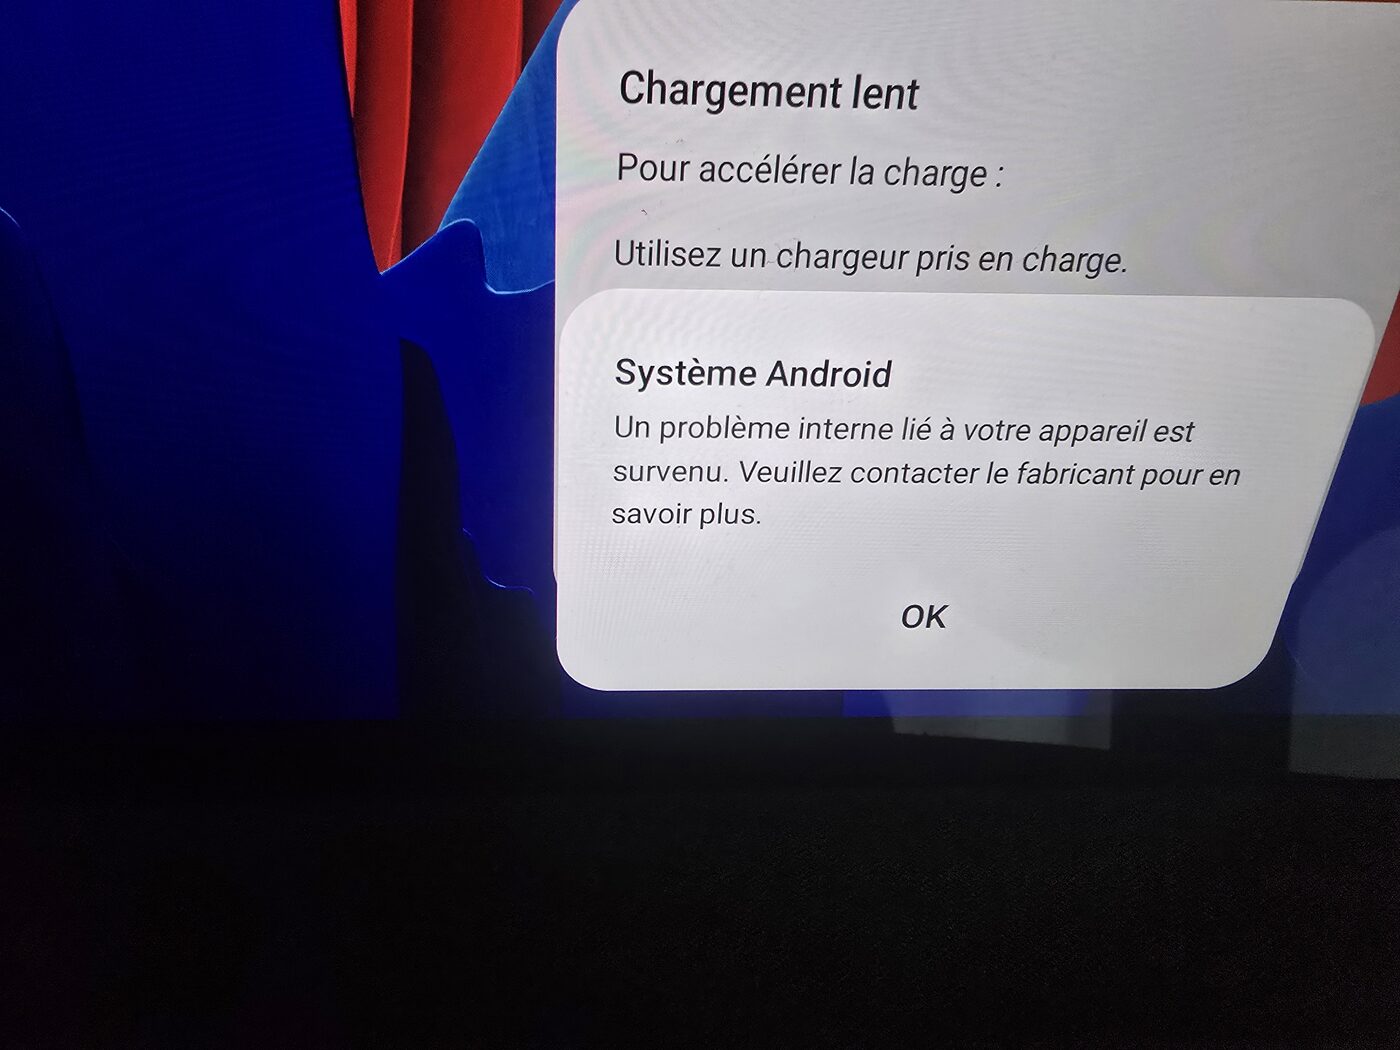 Chargement lent
Pour accélérer la charge :
Utilisez un chargeur pris en charge.
Système Android
Un problème interne lié à votre appareil est
survenu. Veuillez contacter le fabricant pour en
savoir plus.
OK